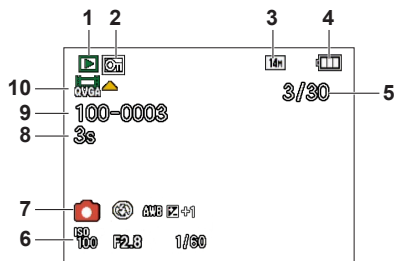 1 2 3 4
14M
10 QVGA 3/30 5
9 100-0003
8 3s
7 AWB +1
6 ISO 100 F2.8 1/60